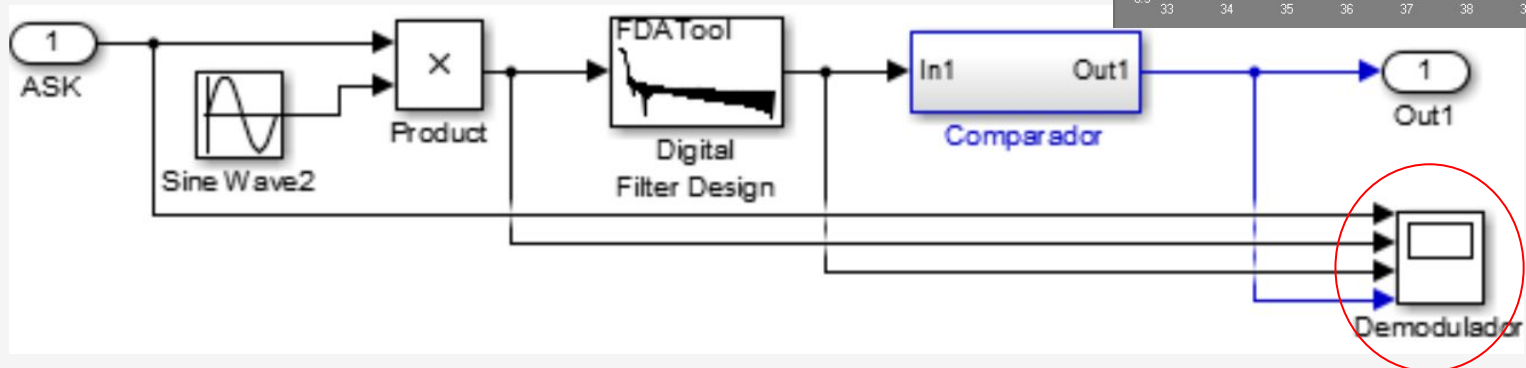 33 34 35 36 37 38
1
ASK
Sine Wave2
×
Product
FDATool
Digital
Filter Design
In1 Out1
Comparador
1
Out1
Demodulador